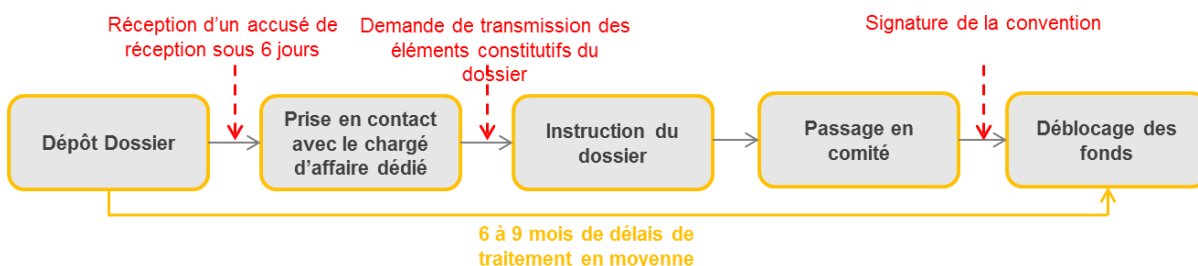 Réception d’un accusé de
réception sous 6 jours
Demande de transmission des
éléments constitutifs du
dossier
Signature de la convention
Dépôt Dossier
Prise en contact
avec le chargé
d’affaire dédié
Instruction du
dossier
Passage en
comité
Déblocage des
fonds
6 à 9 mois de délais de
traitement en moyenne